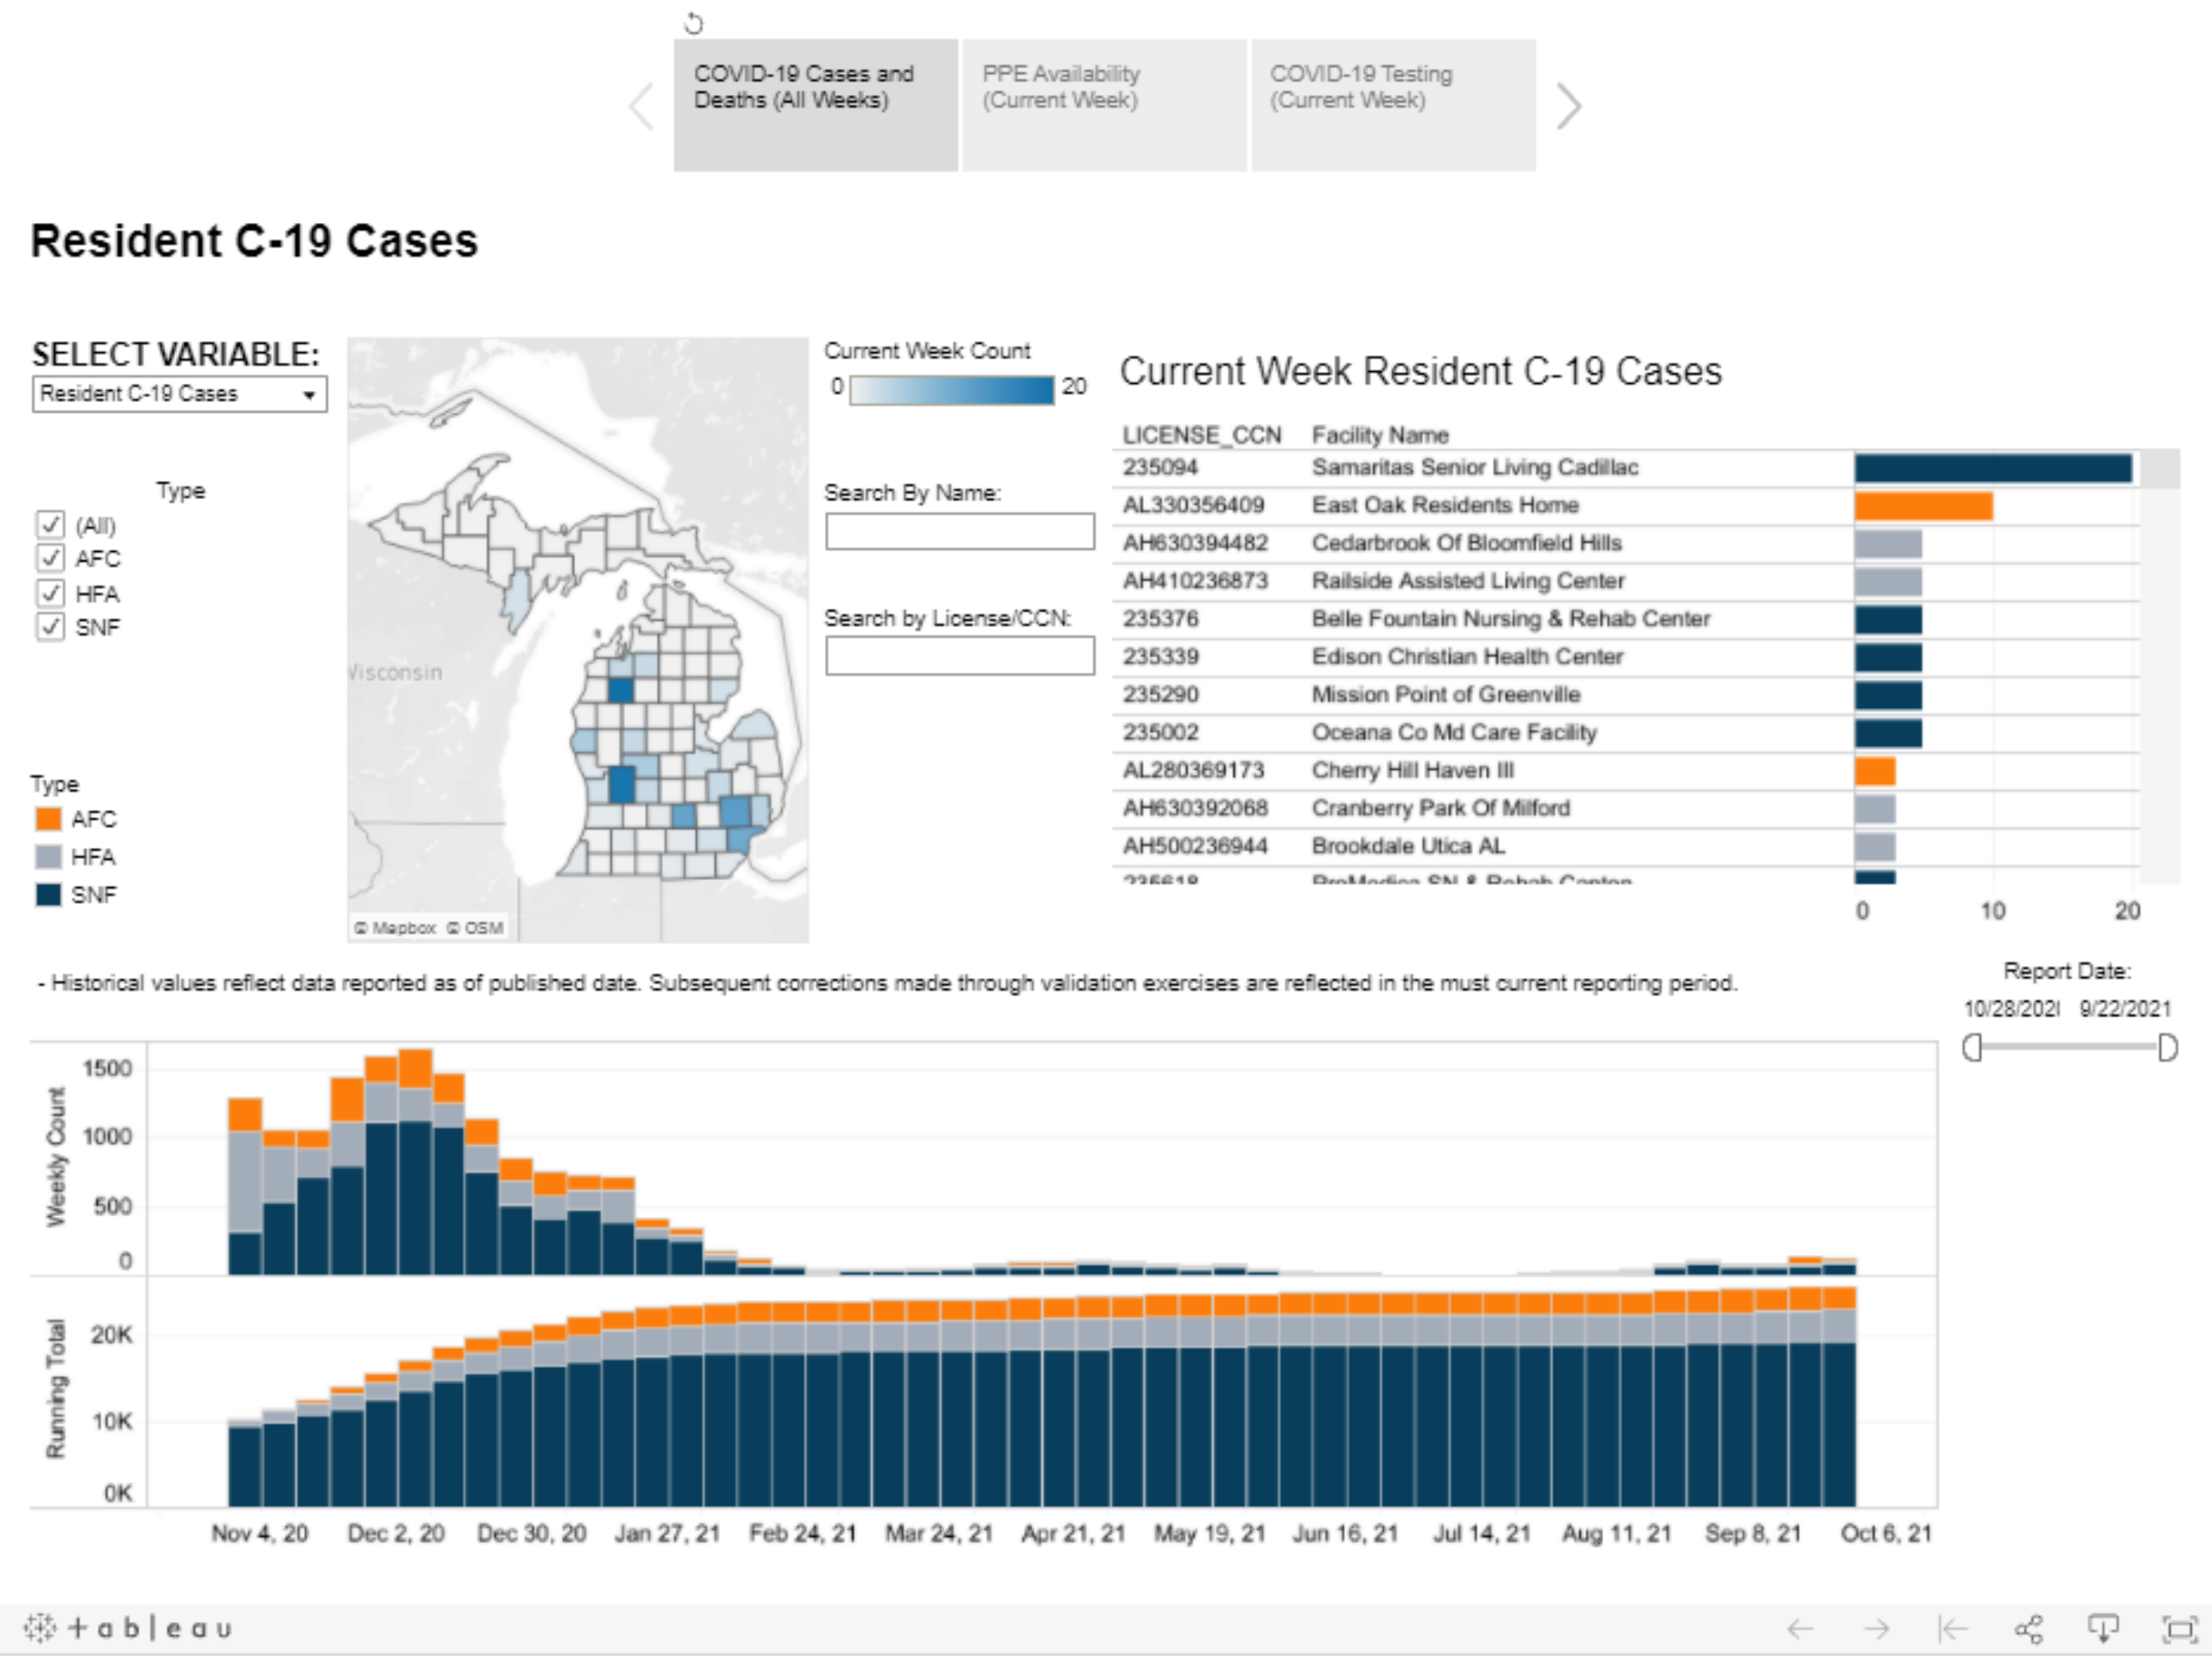 COVID-19 Cases and
Deaths (All Weeks)
PPE Availability
(Current Week)
COVID-19 Testing
(Current Week)
Resident C-19 Cases
SELECT VARIABLE:
Resident C-19 Cases
Type
(All)
AFC
HFA
SNF
Type
AFC
HFA
SNF
Wisconsin
© Mapbox © OSM
Current Week Count
0 20
Search By Name:
Search by License/CCN:
Current Week Resident C-19 Cases
LICENSE_CCN Facility Name
235094 Samaritas Senior Living Cadillac
AL330356409 East Oak Residents Home
AH630394482 Cedarbrook Of Bloomfield Hills
AH410236873 Railside Assisted Living Center
235376 Belle Fountain Nursing & Rehab Center
235339 Edison Christian Health Center
235290 Mission Point of Greenville
235002 Oceana Co Md Care Facility
AL280369173 Cherry Hill Haven III
AH630392068 Cranberry Park Of Milford
AH500236944 Brookdale Utica AL
235618 ProMedica SN & Rehab Canton
0 10 20
- Historical values reflect data reported as of published date. Subsequent corrections made through validation exercises are reflected in the must current reporting period.
Report Date:
10/28/202 9/22/2021
Weekly Count
1500
1000
500
0
Running Total
20K
10K
0K
Nov 4, 20 Dec 2, 20 Dec 30, 20 Jan 27, 21 Feb 24, 21 Mar 24, 21 Apr 21, 21 May 19, 21 Jun 16, 21 Jul 14, 21 Aug 11, 21 Sep 8, 21 Oct 6, 21
+ a b l e a u